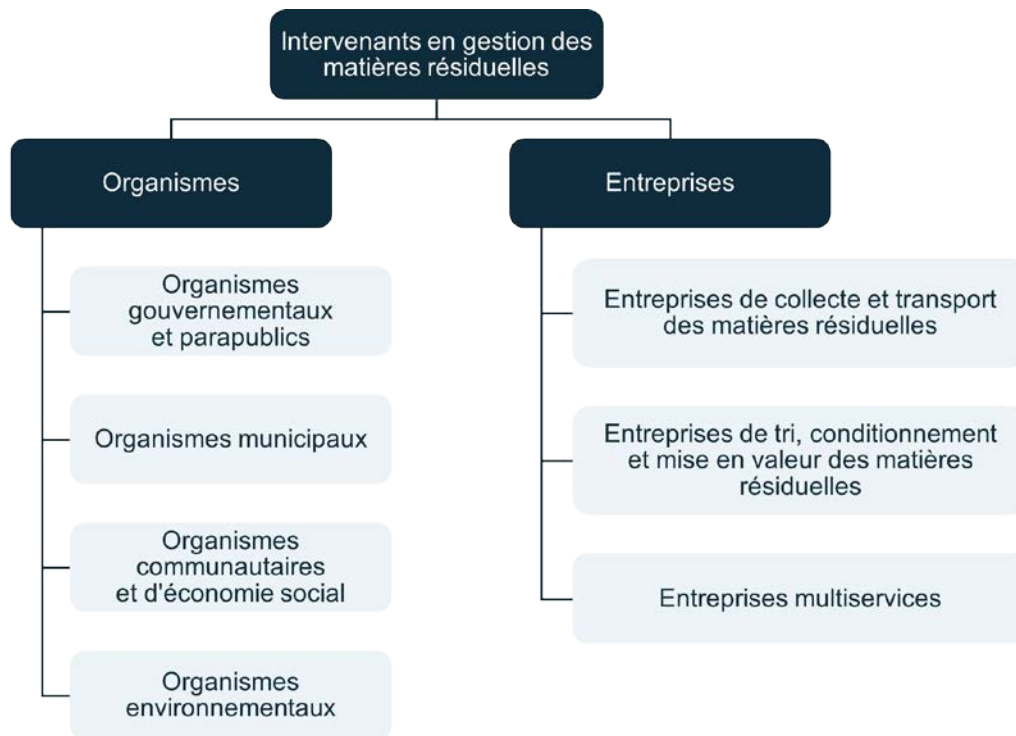 Intervenants en gestion des
matières résiduelles
Organismes
Entreprises
Organismes
gouvernementaux
et parapublics
Organismes municipaux
Organismes
communautaires
et d'économie social
Organismes
environnementaux
Entreprises de collecte et transport
des matières résiduelles
Entreprises de tri, conditionnement
et mise en valeur des matières
résiduelles
Entreprises multiservices